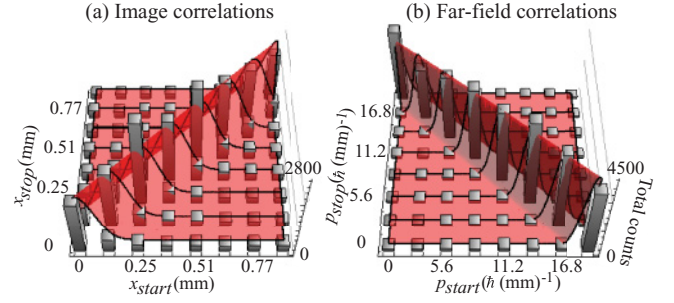 (a) Image correlations
(b) Far-field correlations
x_stop(mm)
0.77
0.51
0.25
0
0
0.25
0.51
0.77
x_start(mm)
2800
0
p_stop(ℏ (mm)-1)
16.8
11.2
5.6
0
0
5.6
11.2
16.8
p_start(ℏ (mm)-1)
4500
0
Total counts